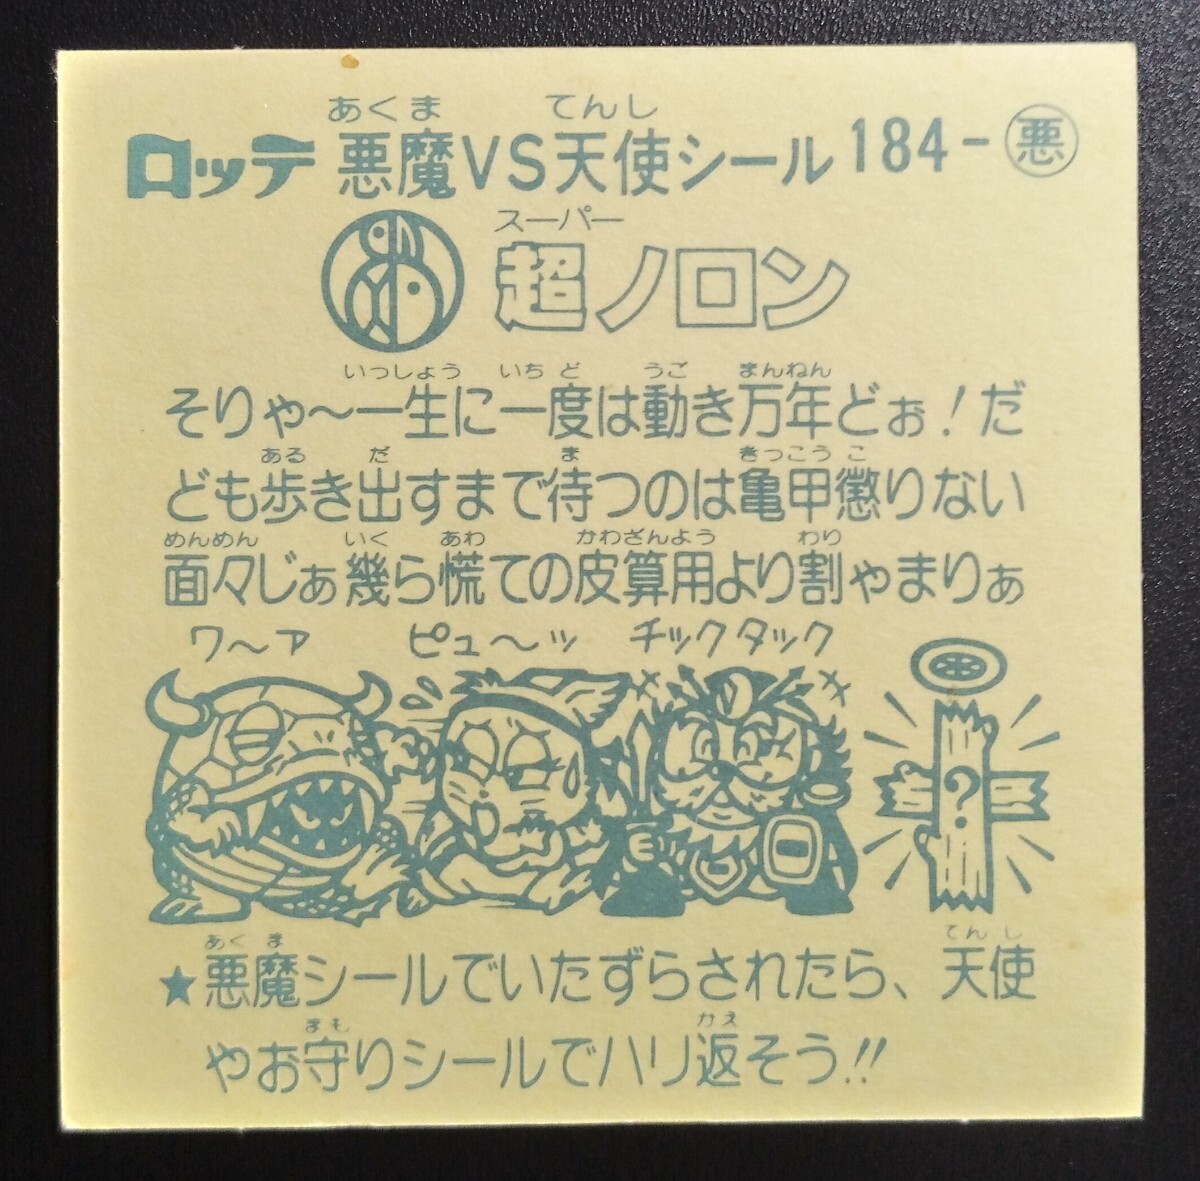 ロッテ 悪魔VS天使シール 184-悪
あくま てんし
スーパー
超ノロン
いっしょう いちど うご まんねん
そりゃ〜一生に一度は動き万年どぉ!だ
ある だ ま きっこう こ
ども歩き出すまで待つのは亀甲懲りない
めんめん いく あわ かわざんよう わり
面々じぁ幾ら慌ての皮算用より割ゃまりぁ
ワ〜ァ ピュ〜ッ チックタック
?
あくま てんし
★悪魔シールでいたずらされたら、天使
まも かえ
やお守りシールでハリ返そう!!